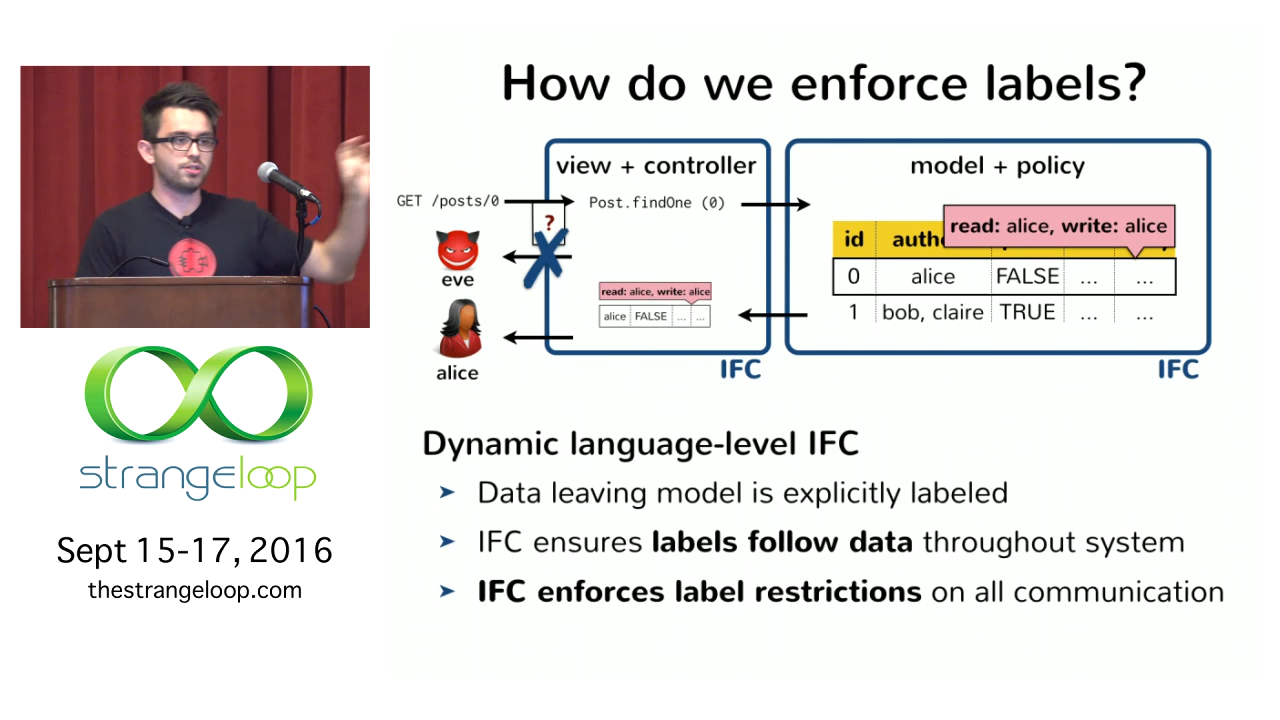 How do we enforce labels?
view + controller
model + policy
GET /posts/0
Post.findOne (0)
?
read: alice, write: alice
id
0 alice FALSE ... ...
1 bob, claire TRUE ... ...
eve
read: alice, write: alice
alice FALSE ... ...
alice
IFC
IFC
Dynamic language-level IFC
➤ Data leaving model is explicitly labeled
➤ IFC ensures labels follow data throughout system
➤ IFC enforces label restrictions on all communication
strangeloop
Sept 15-17, 2016
thestrangeloop.com